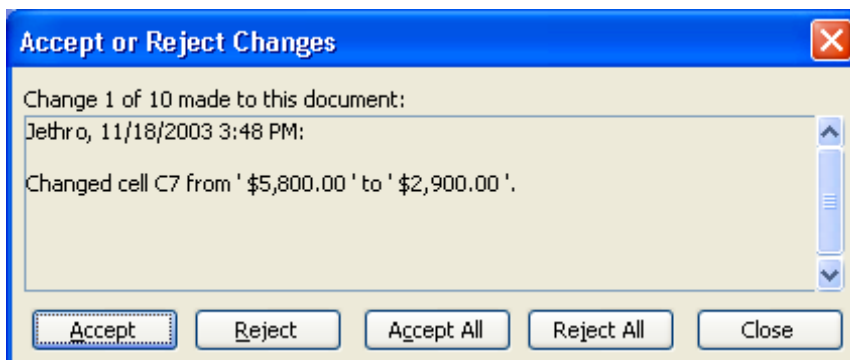 Accept or Reject Changes
Change 1 of 10 made to this document:
Jethro, 11/18/2003 3:48 PM:
Changed cell C7 from ' $5,800.00 ' to ' $2,900.00 '.
Accept Reject Accept All Reject All Close